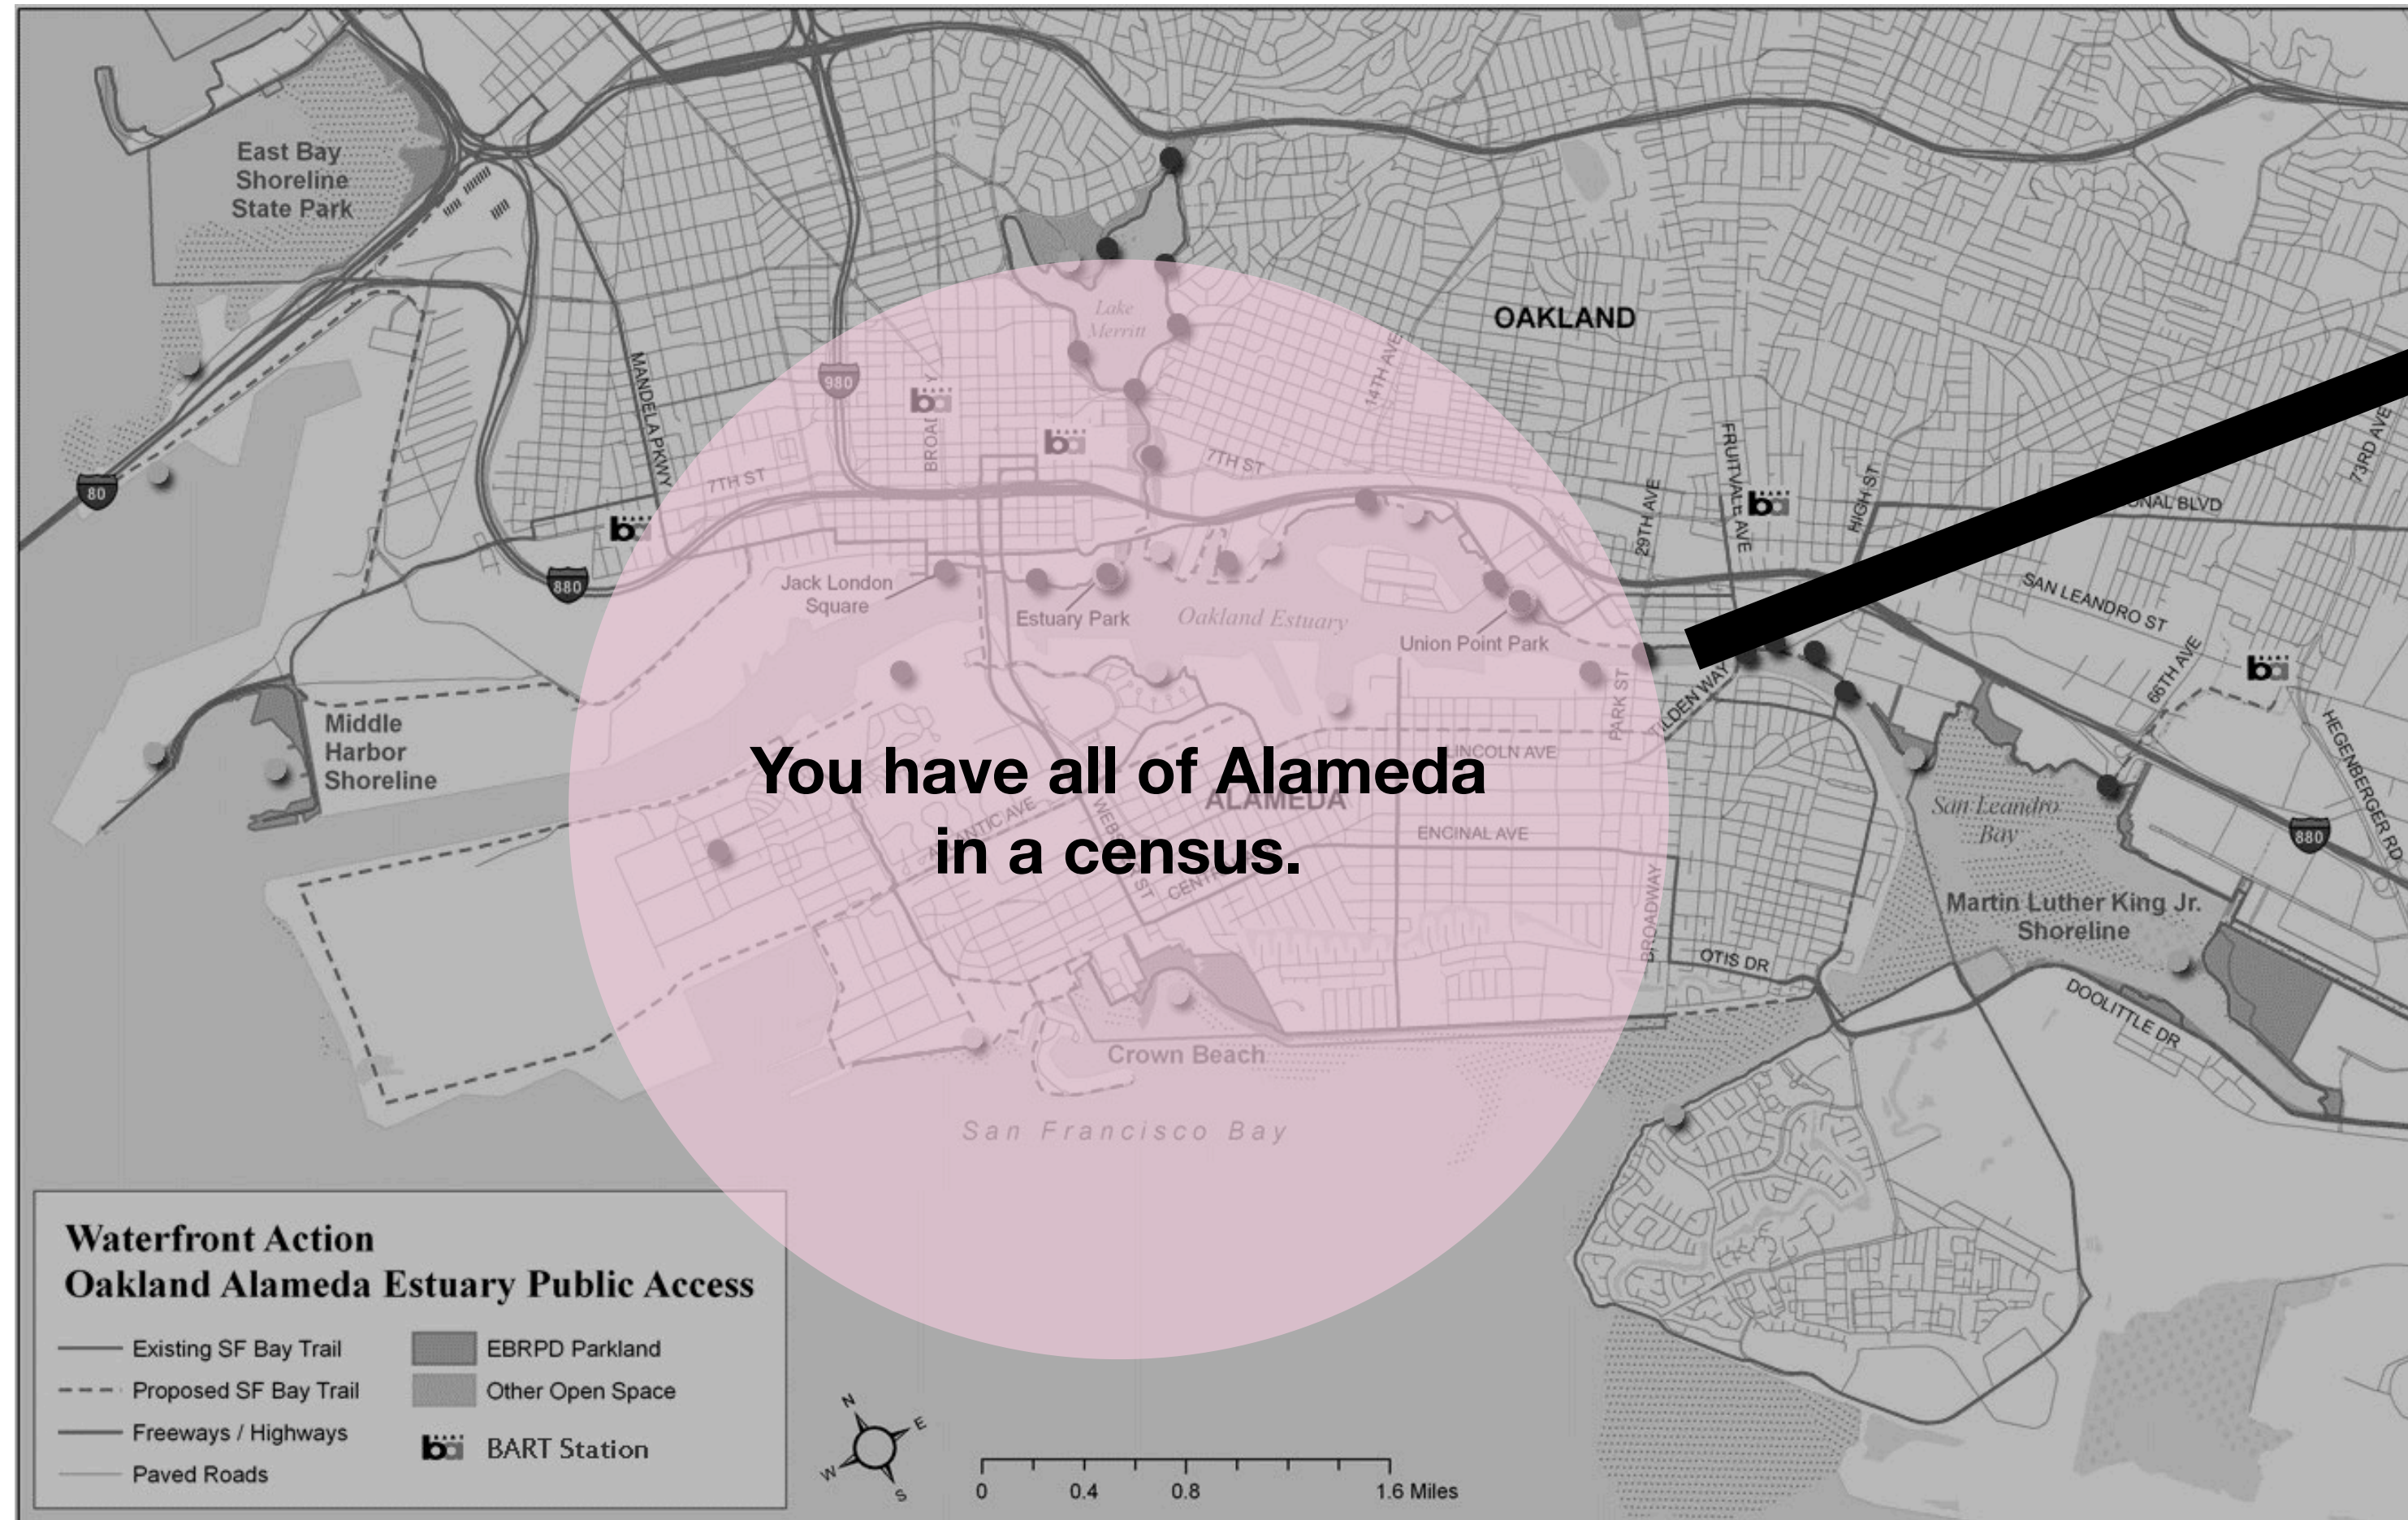 East Bay
Shoreline
State Park
OAKLAND
Lake
Merritt
14TH AVE
980
MANDELA PKWY
7TH ST
7TH ST
80
880
29TH AVE
FRUITVALE AVE
HIGH ST
73RD AVE
Jack London
Square
Estuary Park
Oakland Estuary
Union Point Park
SAN LEANDRO ST
66TH AVE
HEGENBERGER RD
PARK ST
TILDEN WAY
Middle
Harbor
Shoreline
LINCOLN AVE
You have all of Alameda
in a census.
ALAMEDA
ENCINAL AVE
BROADWAY
San Leandro
Bay
880
Martin Luther King Jr.
Shoreline
OTIS DR
DOOLITTLE DR
Crown Beach
San Francisco Bay
Waterfront Action
Oakland Alameda Estuary Public Access
Existing SF Bay Trail
EBRPD Parkland
Proposed SF Bay Trail
Other Open Space
Freeways / Highways
BART Station
Paved Roads
N
E
W
S
0 0.4 0.8 1.6 Miles